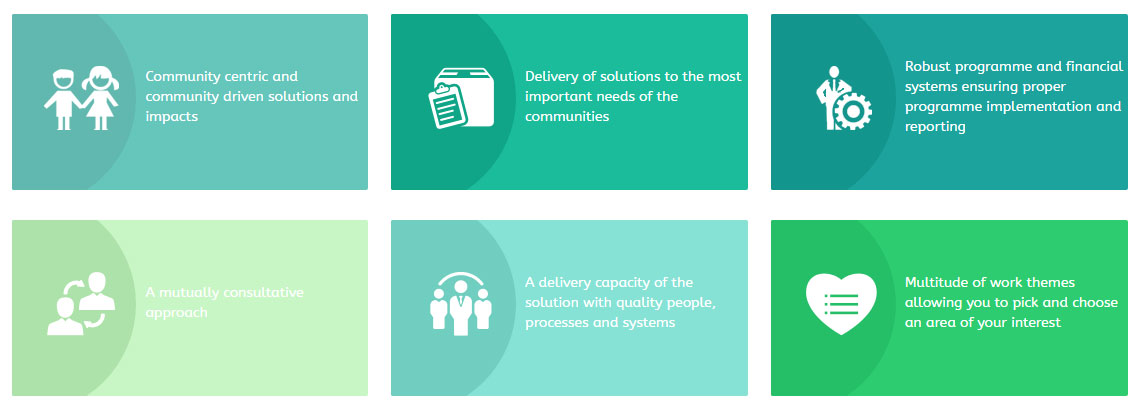 Community centric and
community driven solutions and
impacts
Delivery of solutions to the most
important needs of the
communities
Robust programme and financial
systems ensuring proper
programme implementation and
reporting
A mutually consultative
approach
A delivery capacity of the
solution with quality people,
processes and systems
Multitude of work themes
allowing you to pick and choose
an area of your interest